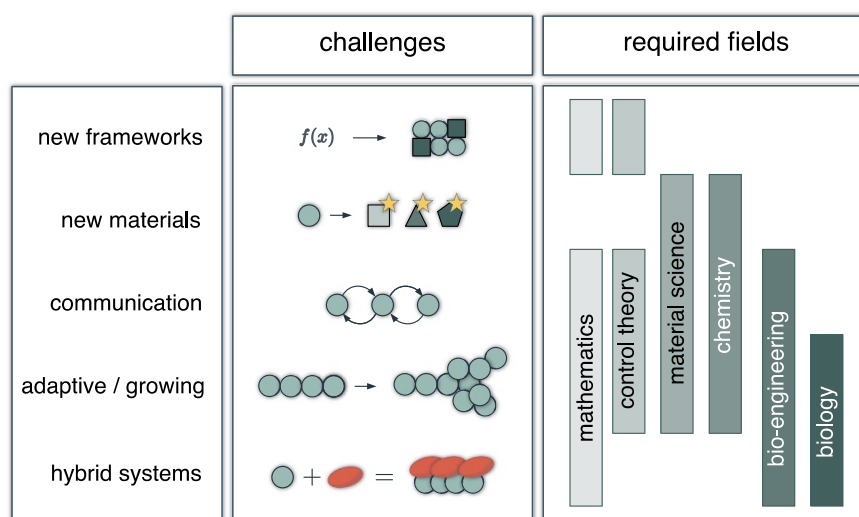 challenges
required fields
new frameworks
f(x)
new materials
communication
adaptive / growing
hybrid systems
+
=
mathematics
control theory
material science
chemistry
bio-engineering
biology